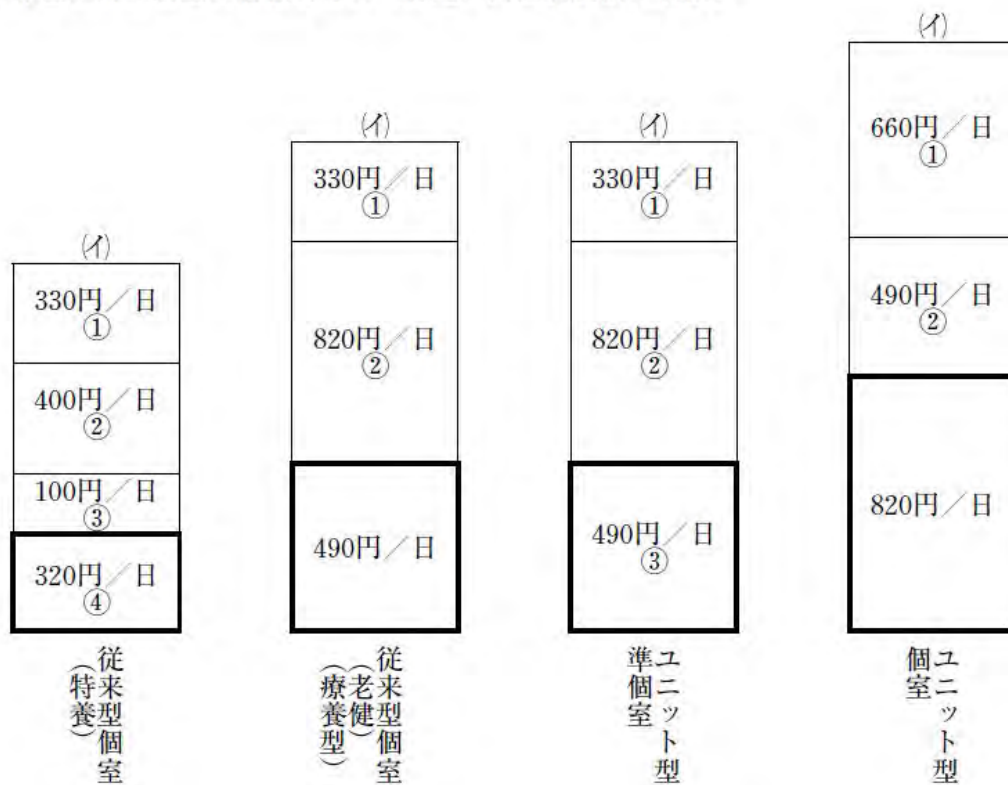 (イ)
330円／日
①
400円／日
②
100円／日
③
320円／日
④
従来型個室
（特養）
(イ)
330円／日
①
820円／日
②
490円／日
従来型個室
（老健）
（療養型）
(イ)
330円／日
①
820円／日
②
490円／日
③
ユニット型
準個室
(イ)
660円／日
①
490円／日
②
820円／日
ユニット型
個室